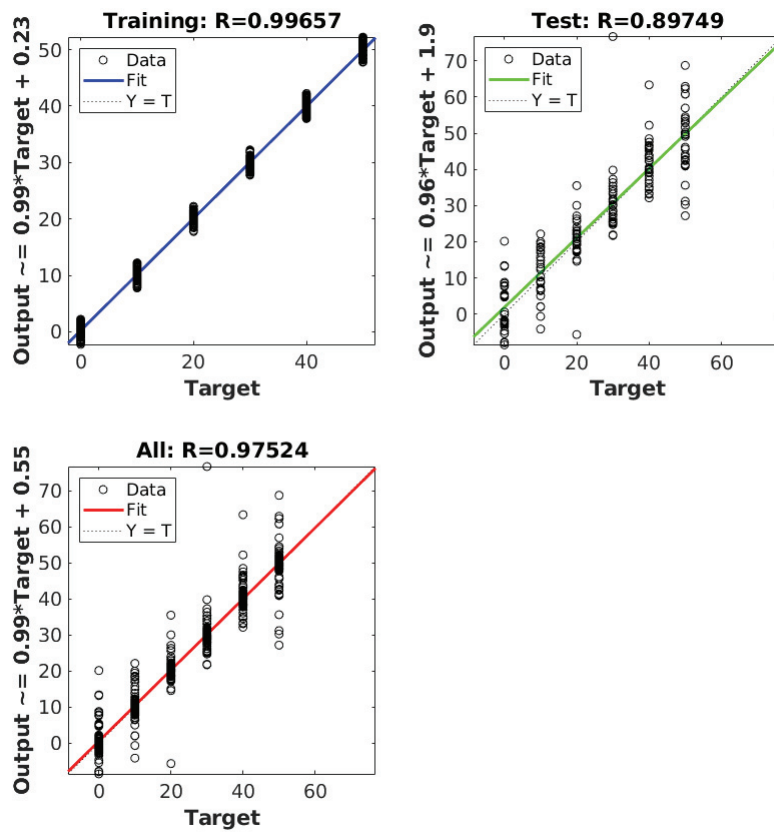 Training: R=0.99657
Output ~= 0.99*Target + 0.23
Data
Fit
Y = T
50
40
30
20
10
0
0
20
40
Target
Test: R=0.89749
Output ~= 0.96*Target + 1.9
Data
Fit
Y = T
70
60
50
40
30
20
10
0
0
20
40
60
Target
All: R=0.97524
Output ~= 0.99*Target + 0.55
Data
Fit
Y = T
70
60
50
40
30
20
10
0
0
20
40
60
Target